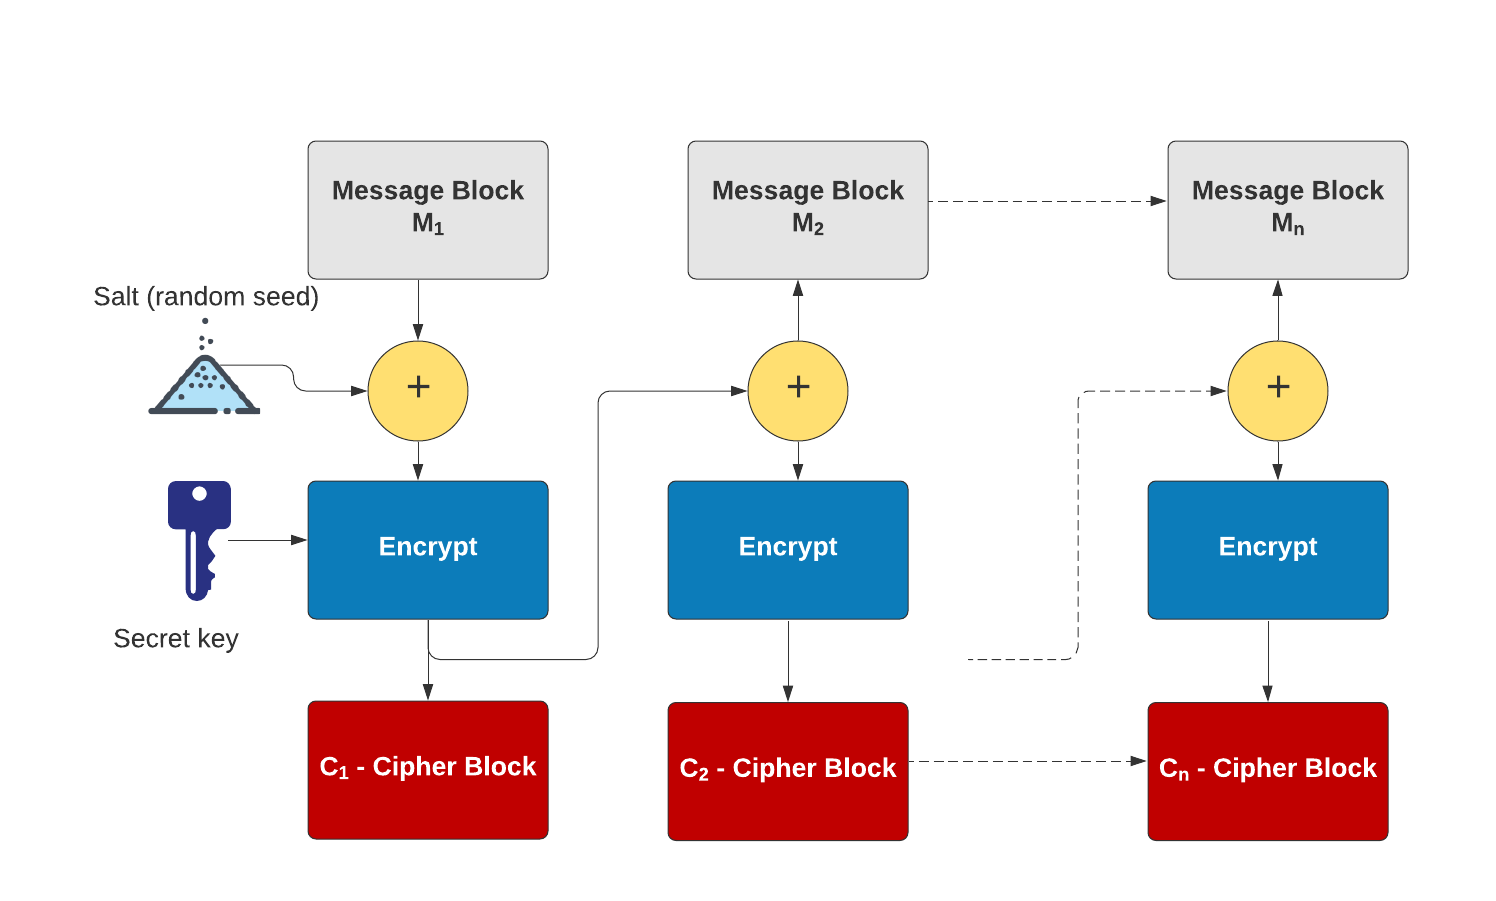 Message Block
M₁
Message Block
M₂
Message Block
Mₙ
Salt (random seed)
+
+
+
Encrypt
Encrypt
Encrypt
Secret key
C₁ - Cipher Block
C₂ - Cipher Block
Cₙ - Cipher Block